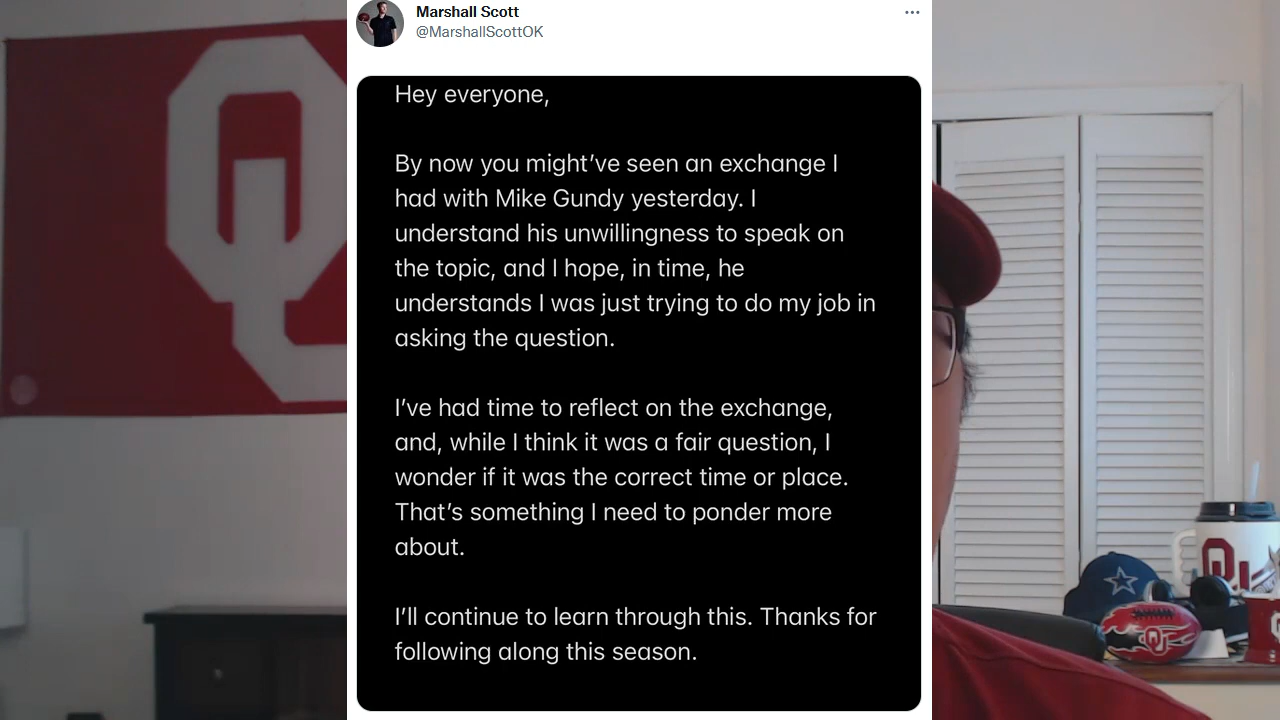 Marshall Scott
@MarshallScottOK
Hey everyone,
By now you might've seen an exchange I
had with Mike Gundy yesterday. I
understand his unwillingness to speak on
the topic, and I hope, in time, he
understands I was just trying to do my job in
asking the question.
I've had time to reflect on the exchange,
and, while I think it was a fair question, I
wonder if it was the correct time or place.
That's something I need to ponder more
about.
I'll continue to learn through this. Thanks for
following along this season.
OU
OU
OU